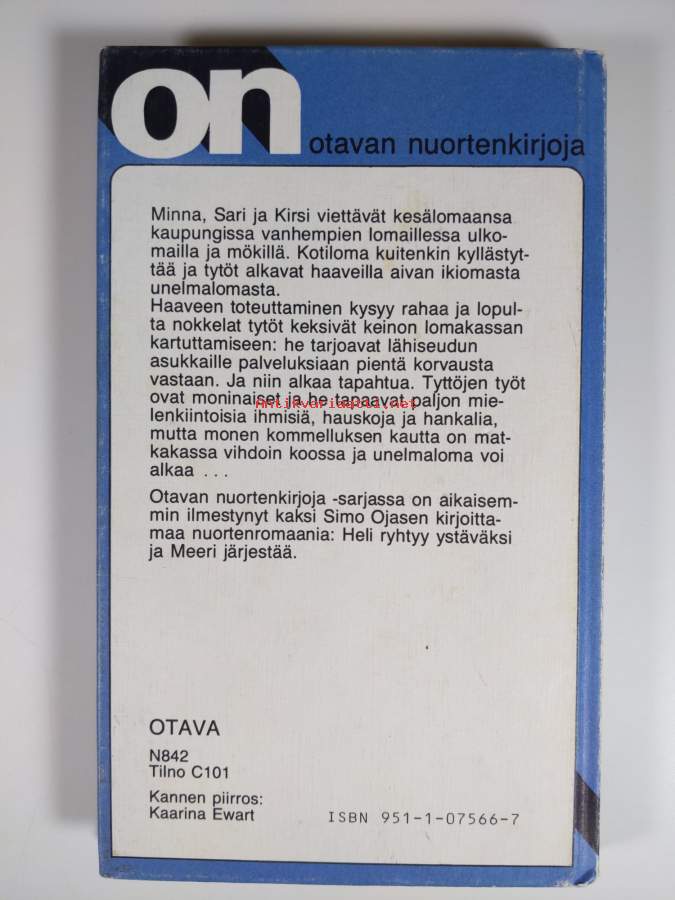 on
otavan nuortenkirjoja
Minna, Sari ja Kirsi viettävät kesälomaansa
kaupungissa vanhempien lomaillessa ulko-
mailla ja mökillä. Kotiloma kuitenkin kyllästyt-
tää ja tytöt alkavat haaveilla aivan ikiomasta
unelmalomasta.
Haaveen toteuttaminen kysyy rahaa ja lopul-
ta nokkelat tytöt keksivät keinon lomakassan
kartuttamiseen: he tarjoavat lähiseudun
asukkaille palveluksiaan pientä korvausta
vastaan. Ja niin alkaa tapahtua. Tyttöjen työt
ovat moninaiset ja he tapaavat paljon mie-
Antikvariaatti.net
lenkiintoisia ihmisiä, hauskoja ja hankalia,
mutta monen kommelluksen kautta on mat-
kakassa vihdoin koossa ja unelmaloma voi
alkaa ...
Otavan nuortenkirjoja -sarjassa on aikaisem-
min ilmestynyt kaksi Simo Ojasen kirjoitta-
maa nuortenromaania: Heli ryhtyy ystäväksi
ja Meeri järjestää.
OTAVA
N842
Tilno C101
Kannen piirros:
Kaarina Ewart
ISBN 951-1-07566-7